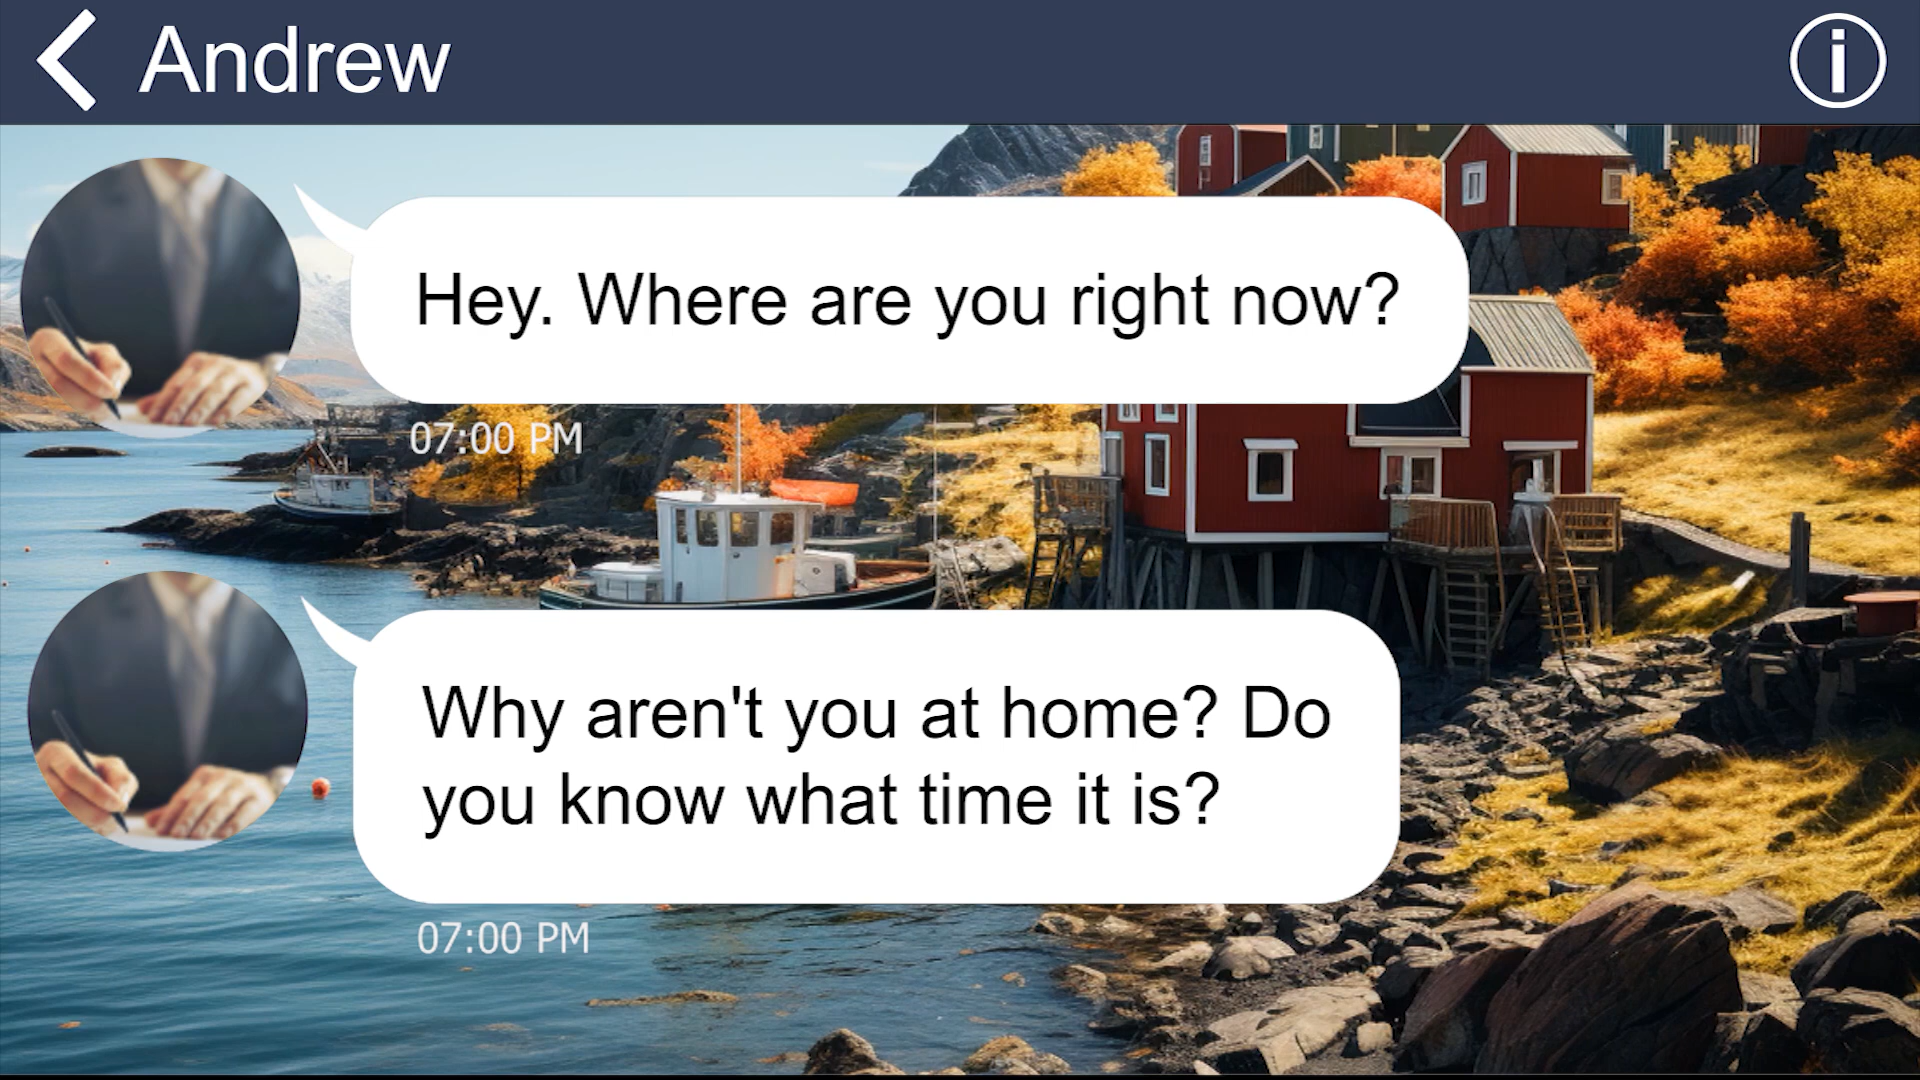 Andrew
Hey. Where are you right now?
07:00 PM
Why aren't you at home? Do
you know what time it is?
07:00 PM